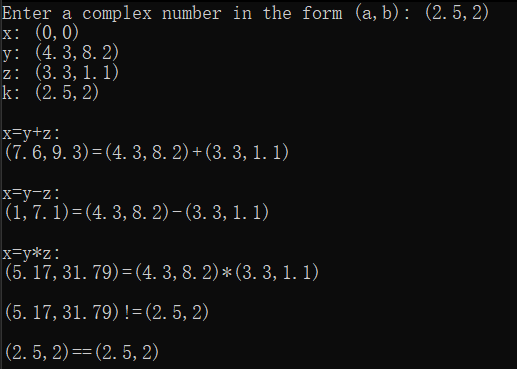 Enter a complex number in the form (a,b): (2.5,2)
x: (0,0)
y: (4.3,8.2)
z: (3.3,1.1)
k: (2.5,2)
x=y+z:
(7.6,9.3)=(4.3,8.2)+(3.3,1.1)
x=y-z:
(1,7.1)=(4.3,8.2)-(3.3,1.1)
x=y*z:
(5.17,31.79)=(4.3,8.2)*(3.3,1.1)
(5.17,31.79)!=(2.5,2)
(2.5,2)==(2.5,2)